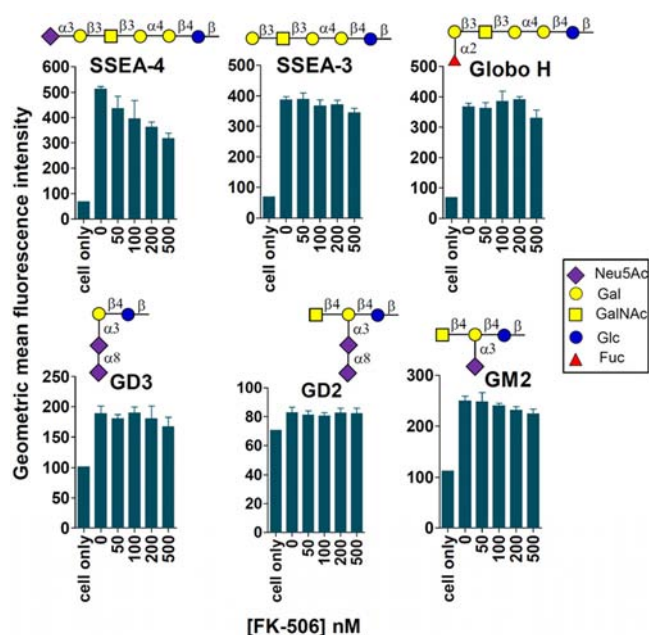 α3 β3 β3 α4 β4 β
SSEA-4
β3 β3 α4 β4 β
SSEA-3
β3 β3 α4 β4 β
α2
Globo H
Geometric mean fluorescence intensity
600
500
400
300
200
100
0
cell only 0 50 100 200 500
500
400
300
200
100
0
cell only 0 50 100 200 500
500
400
300
200
100
0
cell only 0 50 100 200 500
Neu5Ac
Gal
GalNAc
Glc
Fuc
β4 β
α3
α8
GD3
β4 β4 β
α3
α8
GD2
β4 β4 β
α3
GM2
250
200
150
100
50
0
cell only 0 50 100 200 500
100
80
60
40
20
0
cell only 0 50 100 200 500
300
200
100
0
cell only 0 50 100 200 500
[FK-506] nM